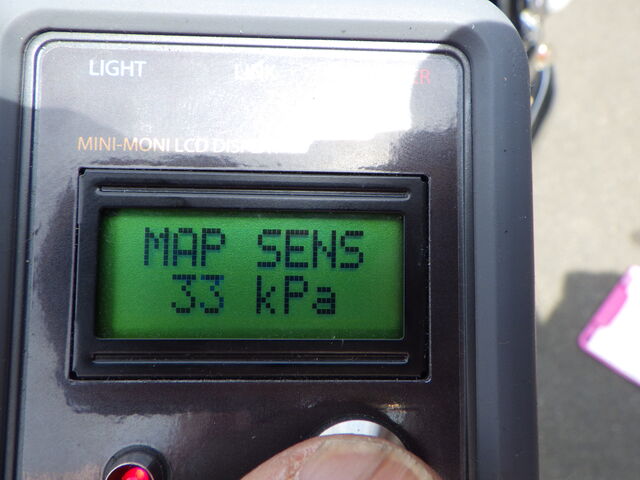 LIGHT
MINI-MONI LCD
MAP SENS
33 kPa